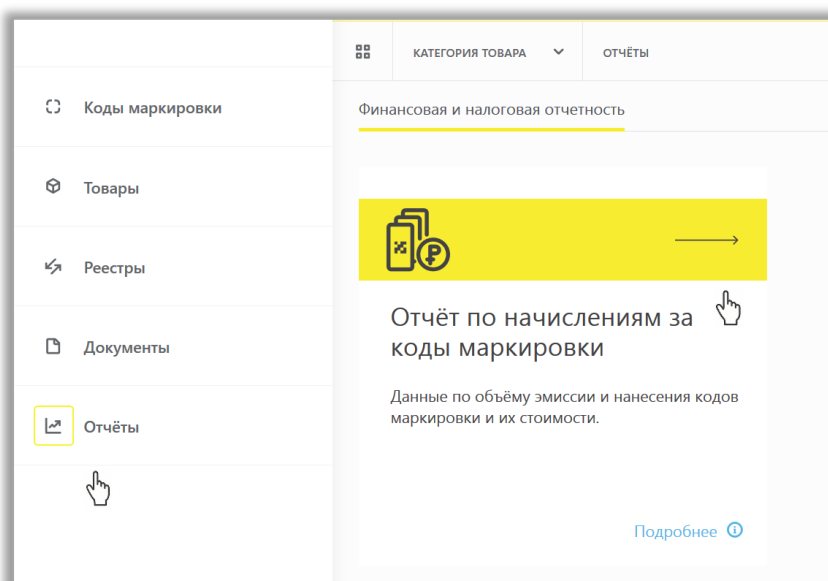 КАТЕГОРИЯ ТОВАРА
ОТЧЁТЫ
Коды маркировки
Товары
Реестры
Документы
Отчёты
Финансовая и налоговая отчетность
Отчёт по начислениям за
коды маркировки
Данные по объёму эмиссии и нанесения кодов
маркировки и их стоимости.
Подробнее